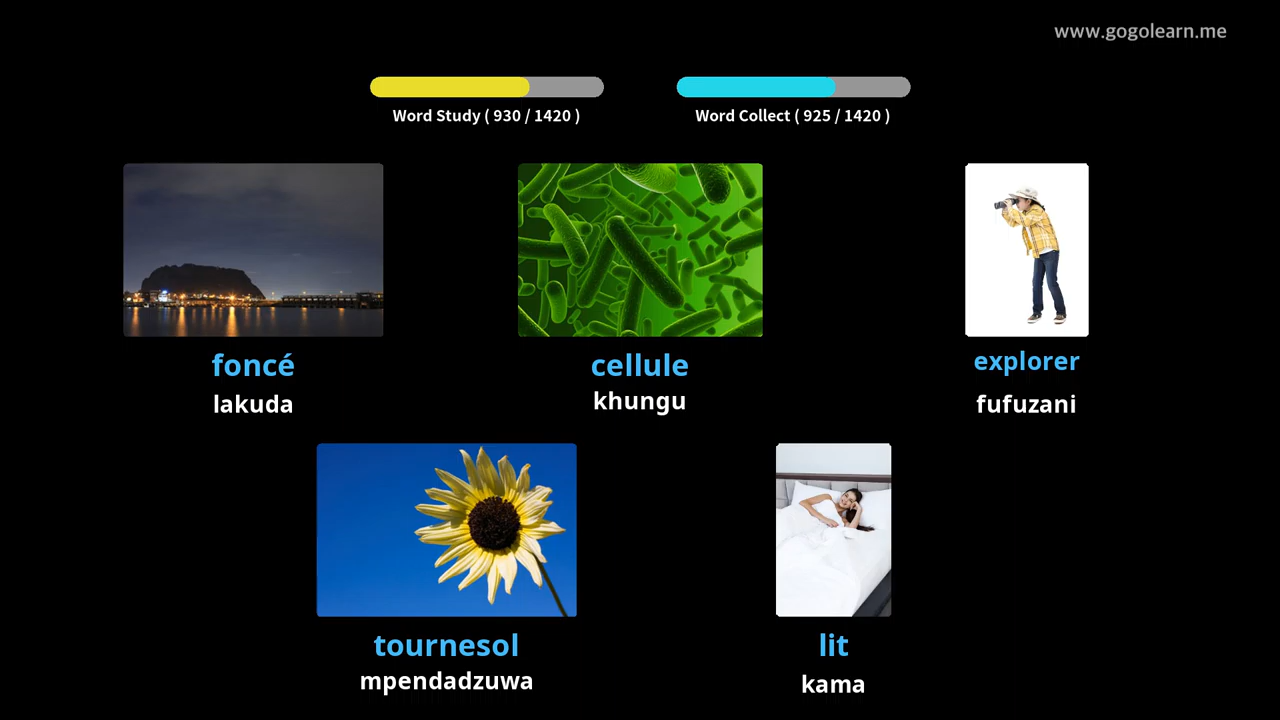 www.gogolearn.me
Word Study ( 930 / 1420 )
Word Collect ( 925 / 1420 )
foncé
lakuda
cellule
khungu
explorer
fufuzani
tournesol
mpendadzuwa
lit
kama